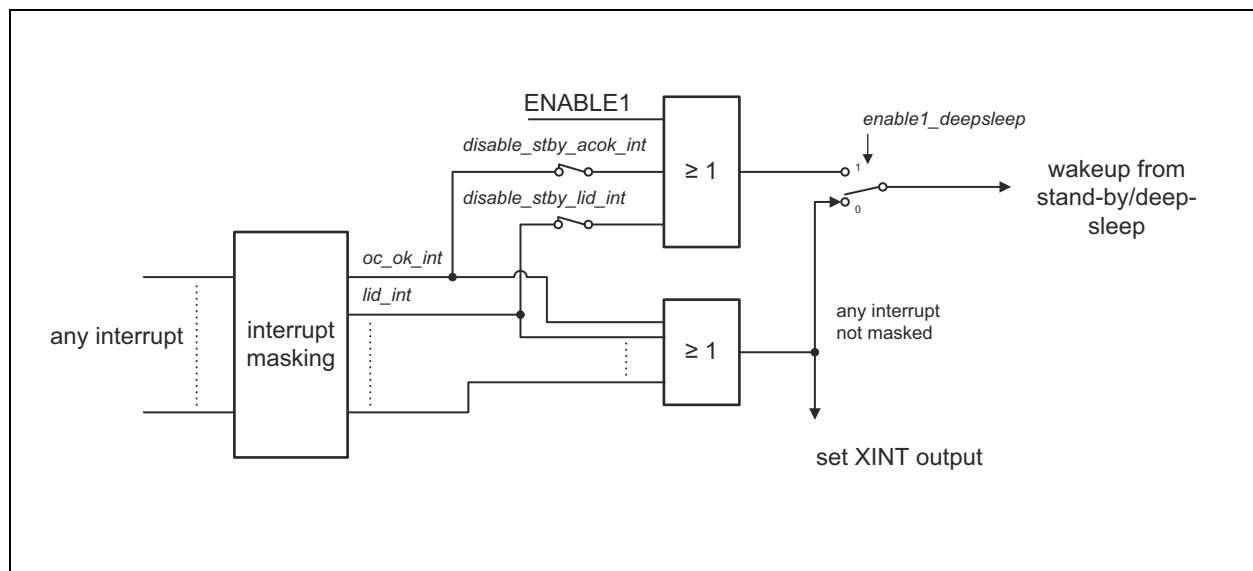 ENABLE1
enable1_deepsleep
disable_stby_acok_int
≥ 1
1
wakeup from
stand-by/deep-
sleep
disable_stby_lid_int
0
oc_ok_int
lid_int
any interrupt
not masked
any interrupt
interrupt
masking
≥ 1
set XINT output